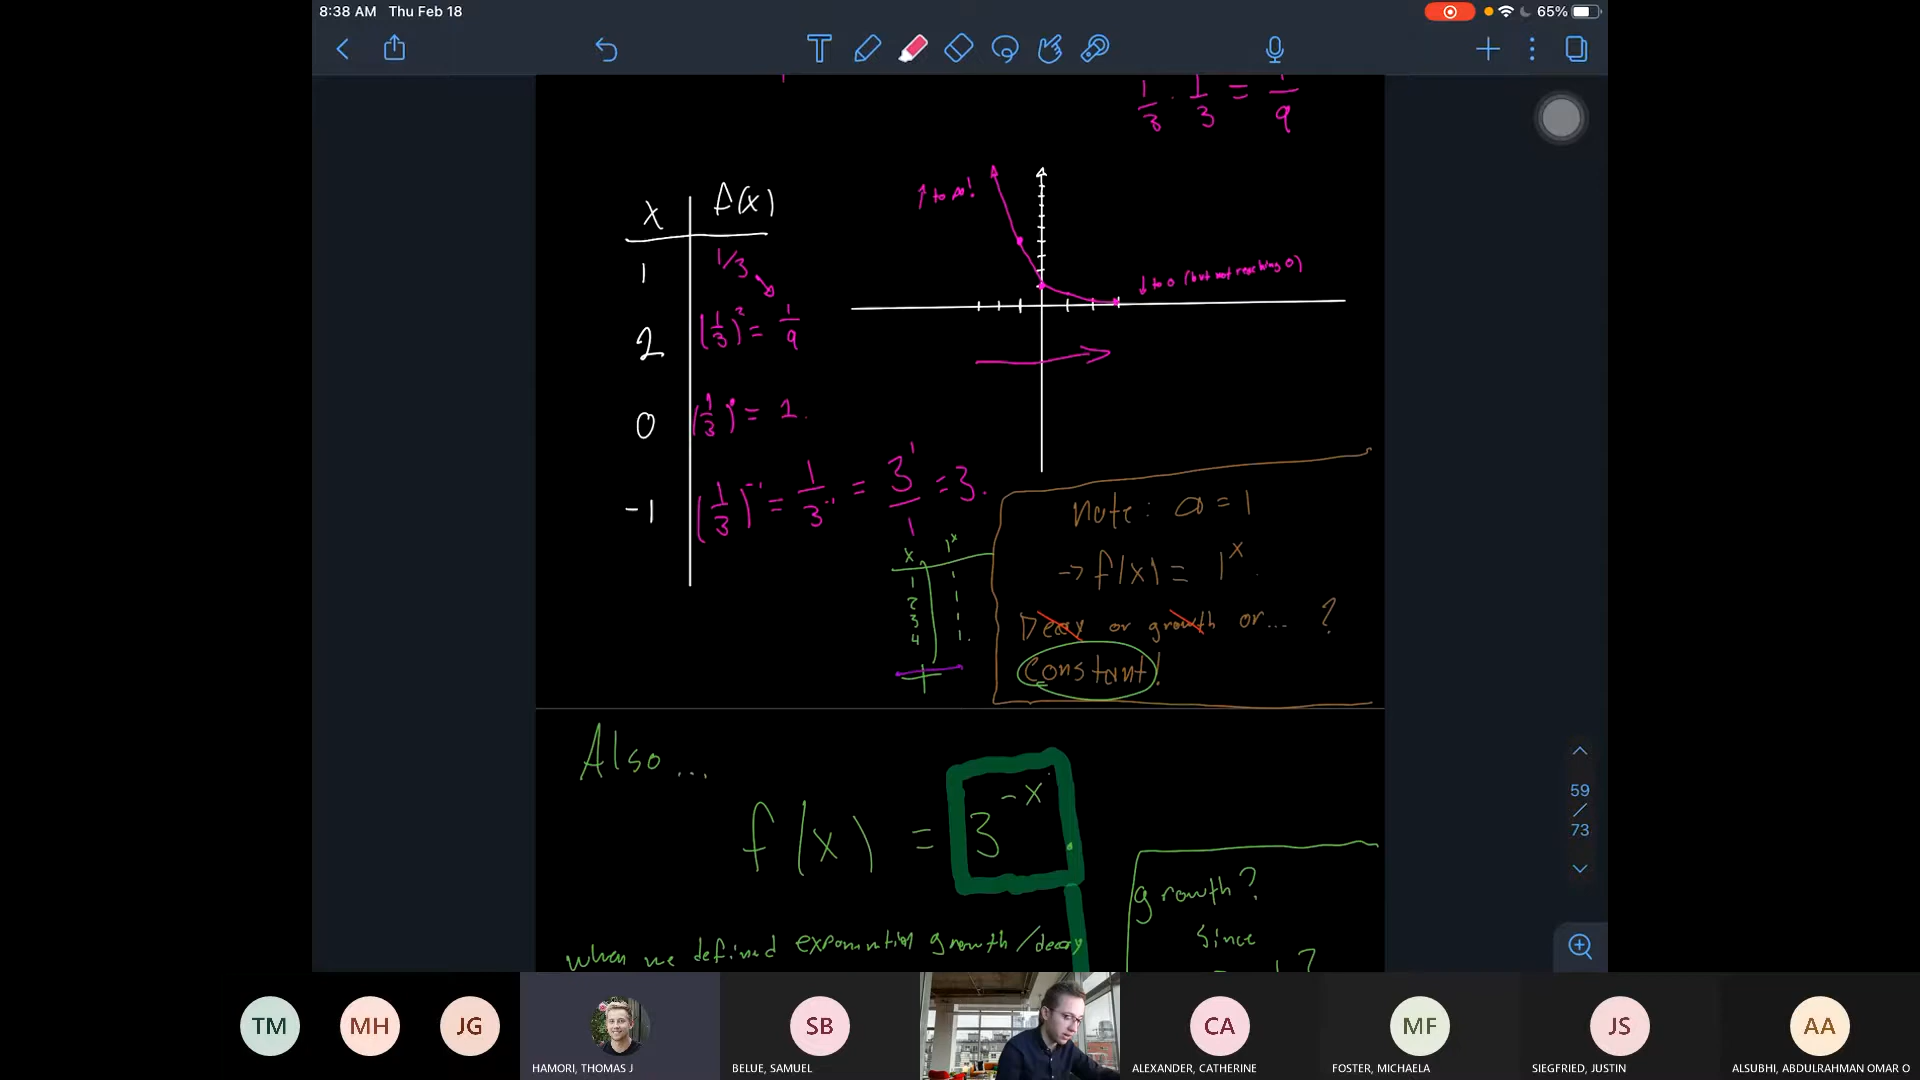 8:38 AM Thu Feb 18
65%
1/3 · 1/3 = 1/9
x f(x)
1 1/3
2 (1/3)² = 1/9
0 (1/3)⁰ = 1.
-1 (1/3)⁻¹ = 1/3⁻¹ = 3¹/1 = 3.
↑ to ∞!
↓ to 0 (but not reaching 0)
x 1ˣ
1 1
2 1
3 1
4 1.
note: a = 1
→ f(x) = 1ˣ.
Decay or growth or... ?
Constant!
Also...
f(x) = 3⁻ˣ.
when we defined exponential growth/decay
growth?
Since
59
/
73
TM
MH
JG
HAMORI, THOMAS J
SB
BELUE, SAMUEL
CA
ALEXANDER, CATHERINE
MF
FOSTER, MICHAELA
JS
SIEGFRIED, JUSTIN
AA
ALSUBHI, ABDULRAHMAN OMAR O